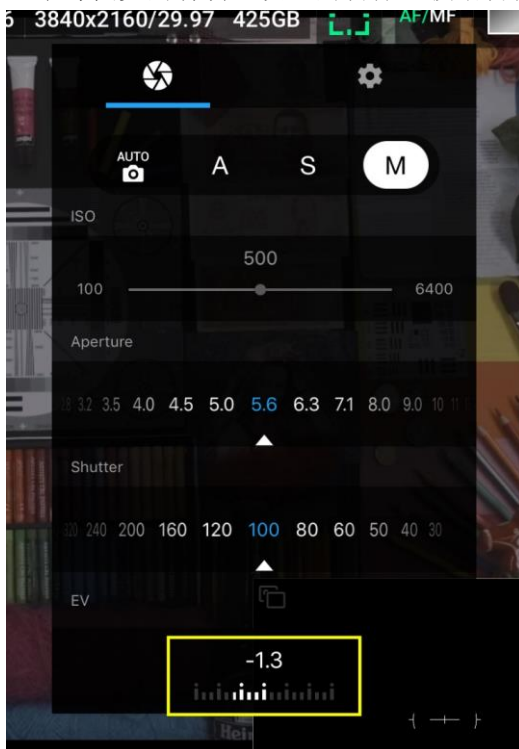 3840x2160/29.97 425GB AF/MF
AUTO A S M
ISO
500
100 6400
Aperture
3.2 3.5 4.0 4.5 5.0 5.6 6.3 7.1 8.0 9.0 10
Shutter
240 200 160 120 100 80 60 50 40 30
EV
-1.3